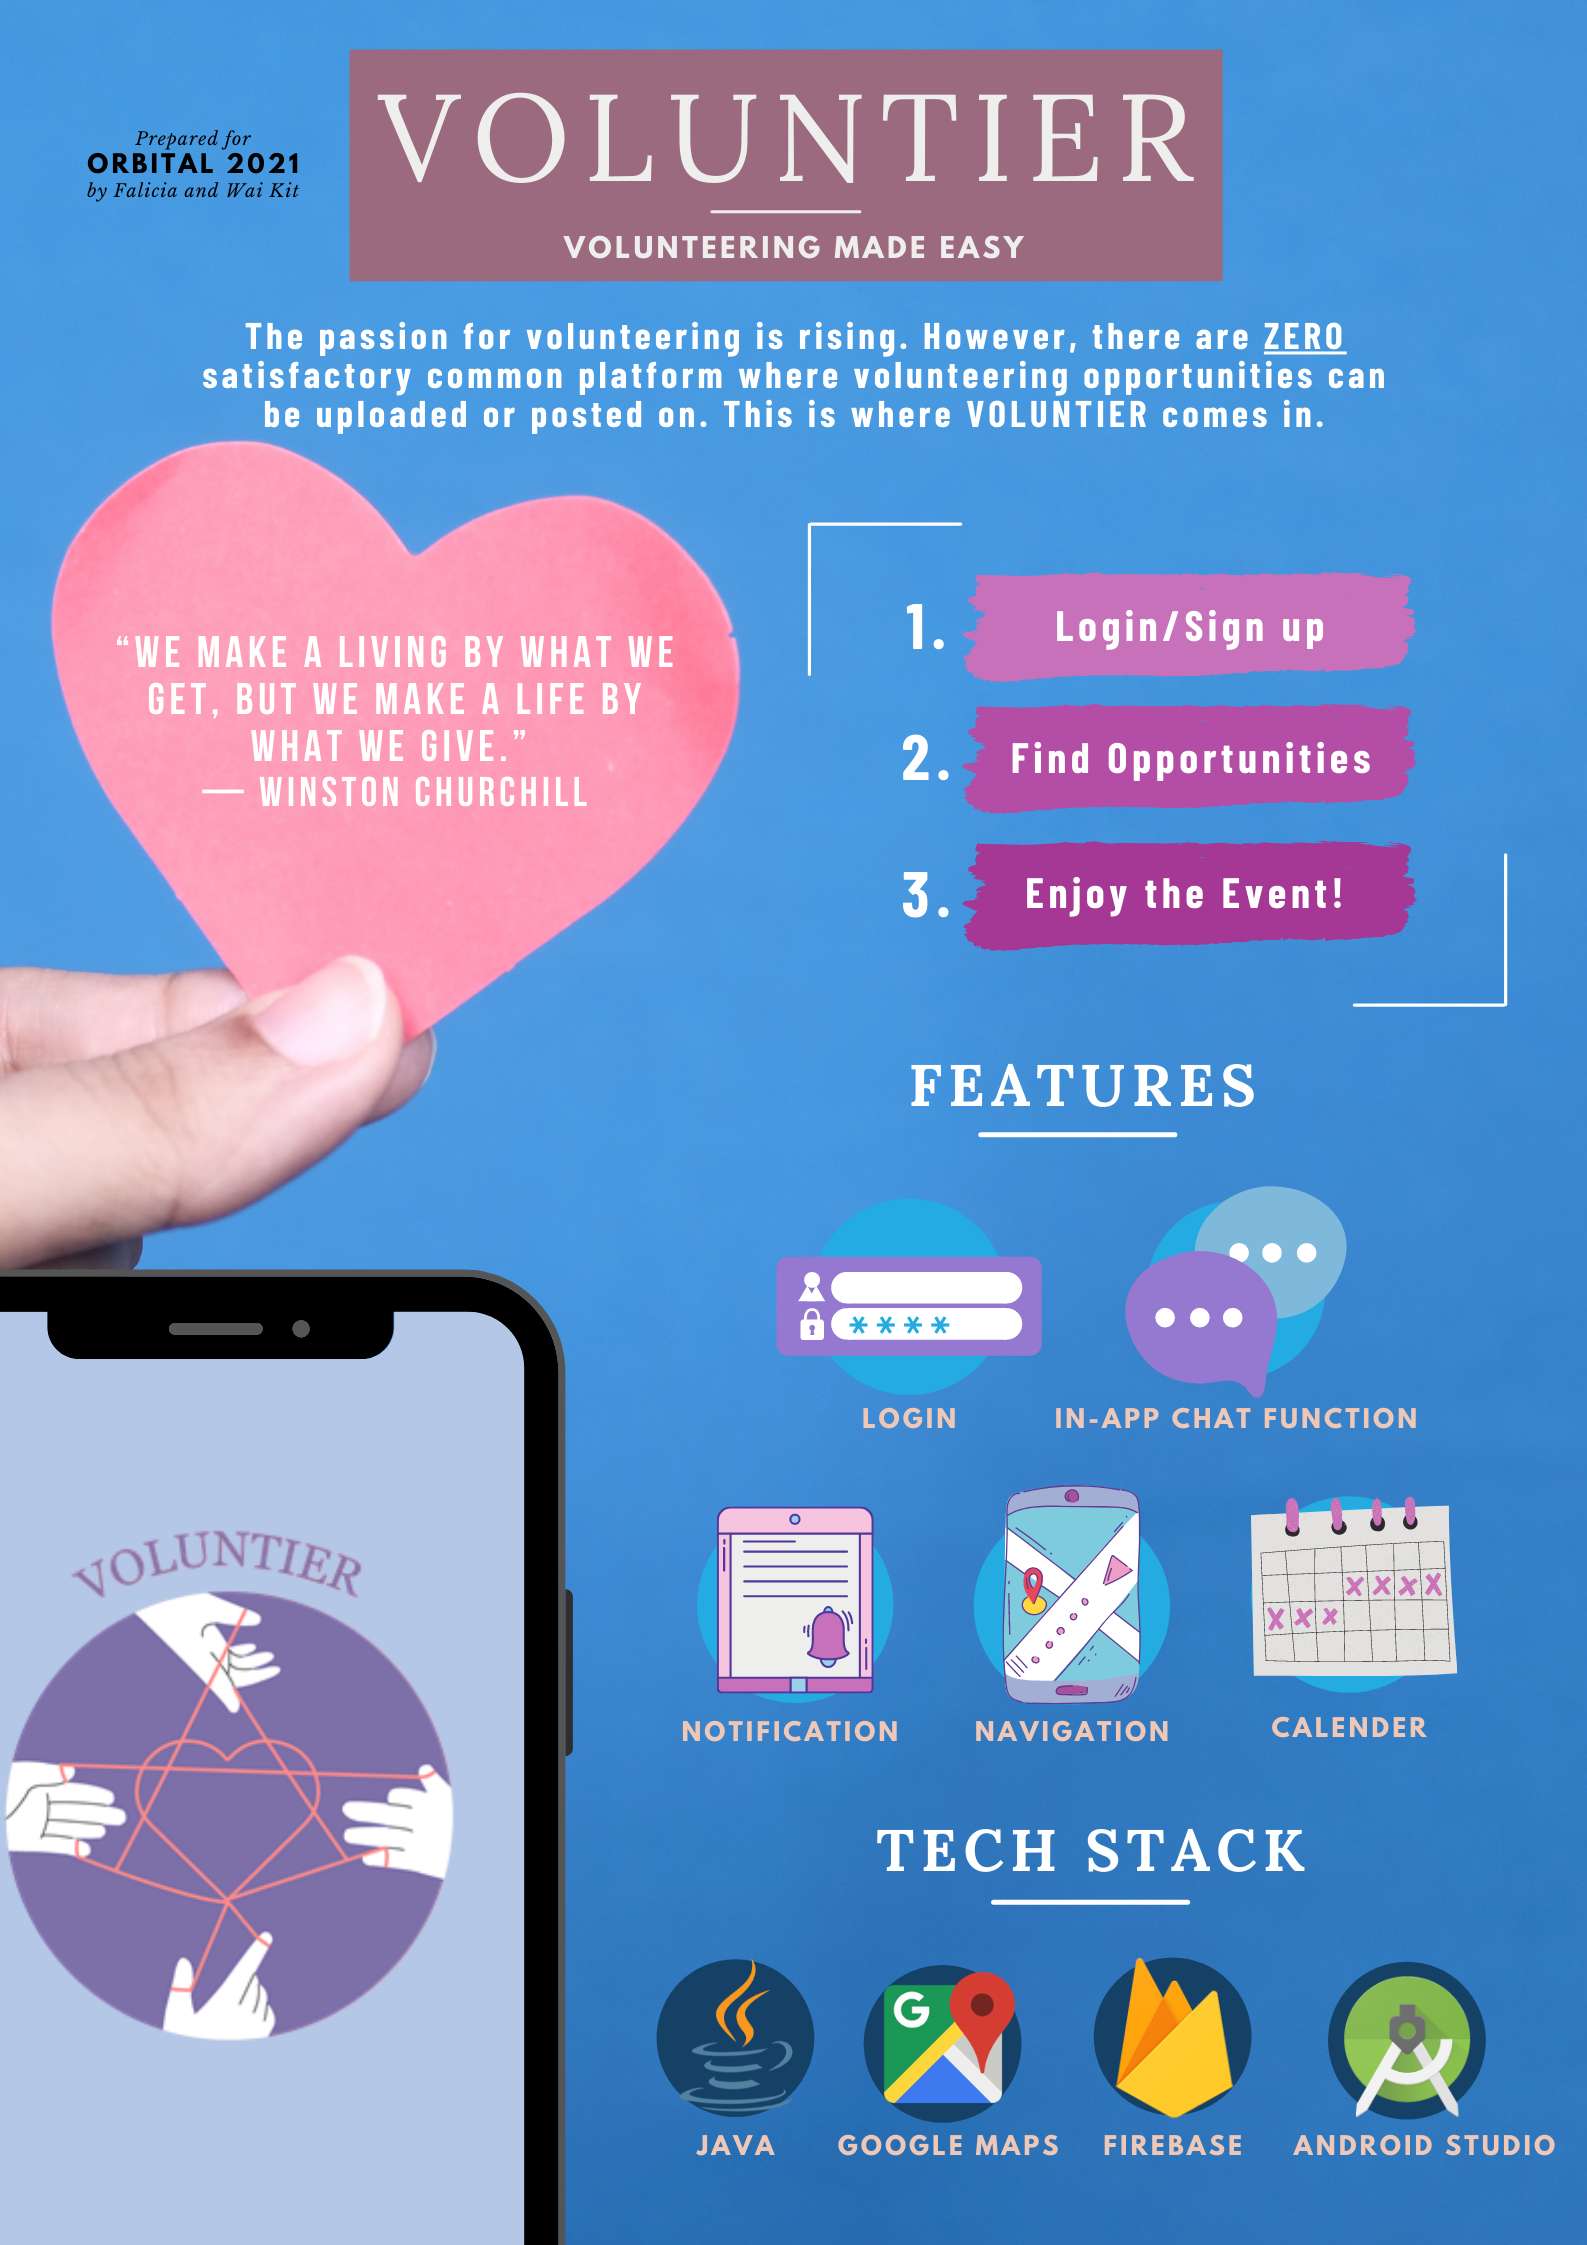 Prepared for
ORBITAL 2021
by Falicia and Wai Kit
VOLUNTIER
VOLUNTEERING MADE EASY
The passion for volunteering is rising. However, there are ZERO
satisfactory common platform where volunteering opportunities can
be uploaded or posted on. This is where VOLUNTIER comes in.
“WE MAKE A LIVING BY WHAT WE
GET, BUT WE MAKE A LIFE BY
WHAT WE GIVE.”
— WINSTON CHURCHILL
1. Login/Sign up
2. Find Opportunities
3. Enjoy the Event!
FEATURES
****
LOGIN
IN-APP CHAT FUNCTION
NOTIFICATION
NAVIGATION
CALENDER
VOLUNTIER
TECH STACK
G
JAVA
GOOGLE MAPS
FIREBASE
ANDROID STUDIO